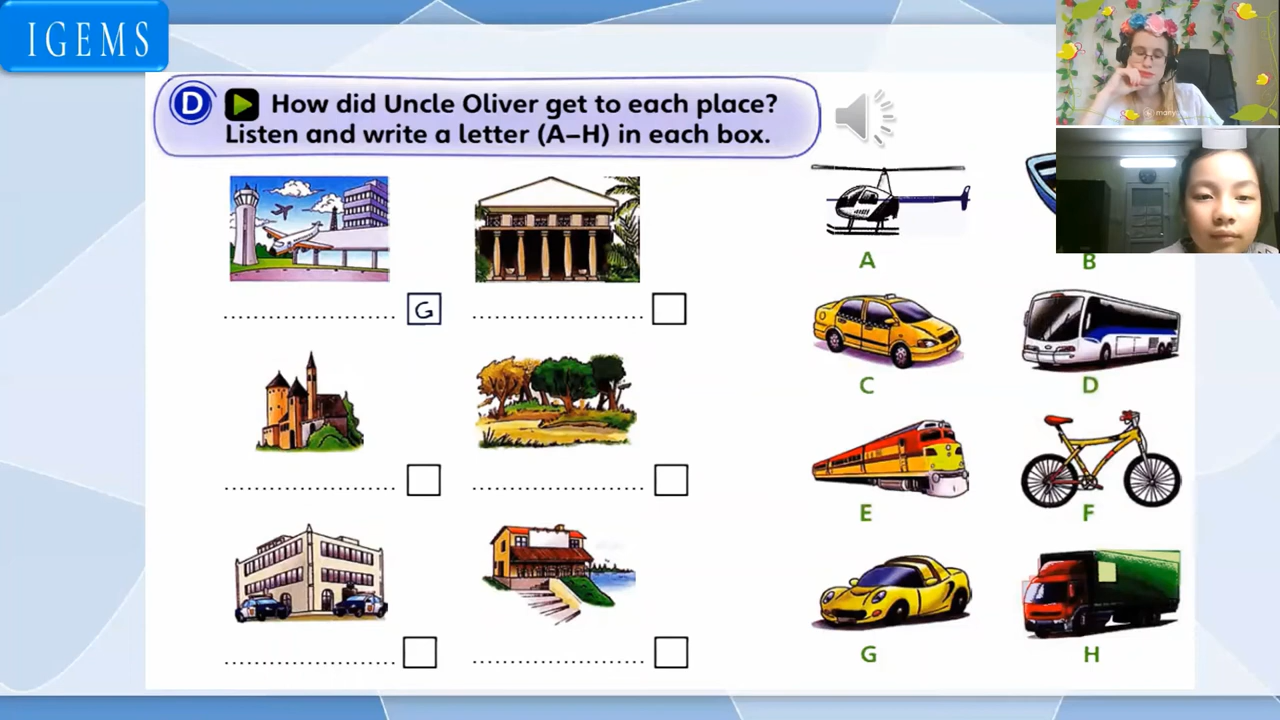 IGEMS
D How did Uncle Oliver get to each place?
Listen and write a letter (A–H) in each box.
A
B
G
C
D
E
F
G
H